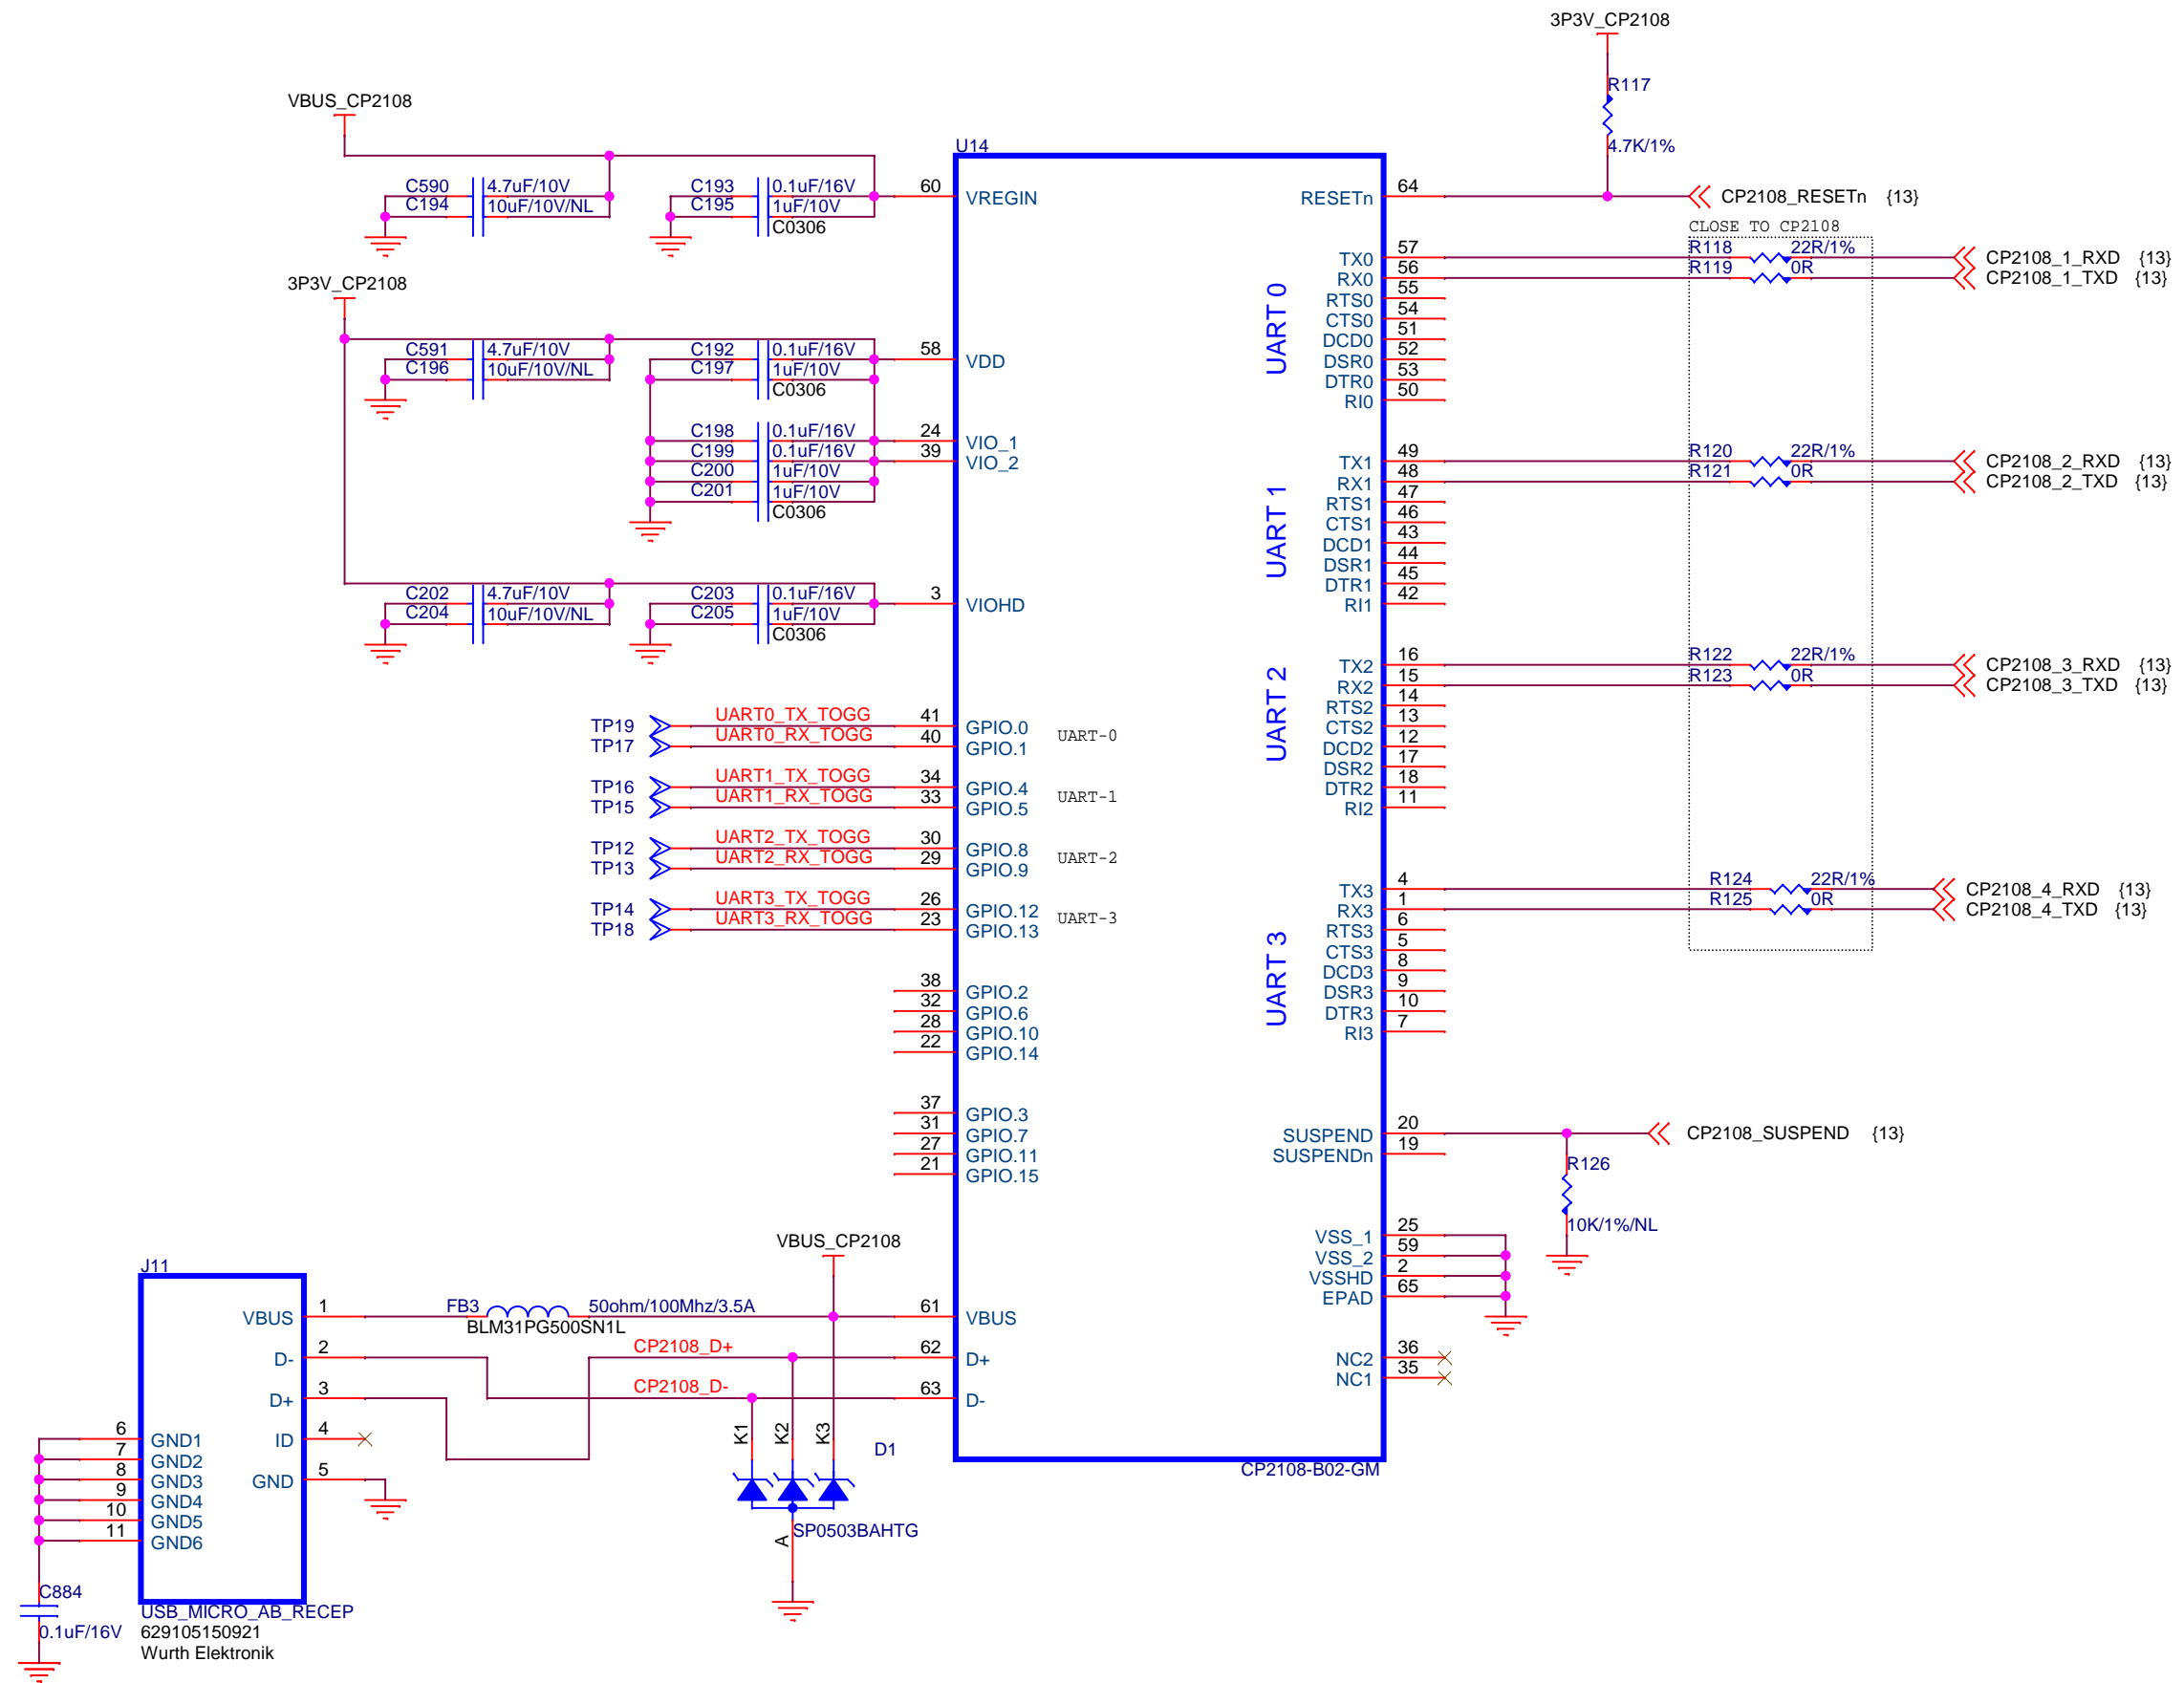 3P3V_CP2108
R117
4.7K/1%
VBUS_CP2108
C590 4.7uF/10V
C194 10uF/10V/NL
C193 0.1uF/16V
C195 1uF/10V
C0306
3P3V_CP2108
C591 4.7uF/10V
C196 10uF/10V/NL
C192 0.1uF/16V
C197 1uF/10V
C0306
C198 0.1uF/16V
C199 0.1uF/16V
C200 1uF/10V
C201 1uF/10V
C0306
C202 4.7uF/10V
C204 10uF/10V/NL
C203 0.1uF/16V
C205 1uF/10V
C0306
U14
60 VREGIN
58 VDD
24 VIO_1
39 VIO_2
3 VIOHD
TP19 UART0_TX_TOGG 41 GPIO.0
TP17 UART0_RX_TOGG 40 GPIO.1
UART-0
TP16 UART1_TX_TOGG 34 GPIO.4
TP15 UART1_RX_TOGG 33 GPIO.5
UART-1
TP12 UART2_TX_TOGG 30 GPIO.8
TP13 UART2_RX_TOGG 29 GPIO.9
UART-2
TP14 UART3_TX_TOGG 26 GPIO.12
TP18 UART3_RX_TOGG 23 GPIO.13
UART-3
38 GPIO.2
32 GPIO.6
28 GPIO.10
22 GPIO.14
37 GPIO.3
31 GPIO.7
27 GPIO.11
21 GPIO.15
VBUS_CP2108
61 VBUS
62 D+
63 D-
RESETn 64 CP2108_RESETn {13}
CLOSE TO CP2108
UART 0
TX0 57 R118 22R/1% CP2108_1_RXD {13}
RX0 56 R119 0R CP2108_1_TXD {13}
RTS0 55
CTS0 54
DCD0 51
DSR0 52
DTR0 53
RI0 50
UART 1
TX1 49 R120 22R/1% CP2108_2_RXD {13}
RX1 48 R121 0R CP2108_2_TXD {13}
RTS1 47
CTS1 46
DCD1 43
DSR1 44
DTR1 45
RI1 42
UART 2
TX2 16 R122 22R/1% CP2108_3_RXD {13}
RX2 15 R123 0R CP2108_3_TXD {13}
RTS2 14
CTS2 13
DCD2 12
DSR2 17
DTR2 18
RI2 11
UART 3
TX3 4 R124 22R/1% CP2108_4_RXD {13}
RX3 1 R125 0R CP2108_4_TXD {13}
RTS3 6
CTS3 5
DCD3 8
DSR3 9
DTR3 10
RI3 7
SUSPEND 20 CP2108_SUSPEND {13}
SUSPENDn 19
R126
10K/1%/NL
VSS_1 25
VSS_2 59
VSSHD 2
EPAD 65
NC2 36
NC1 35
CP2108-B02-GM
J11
VBUS 1
D- 2
D+ 3
ID 4
GND 5
6 GND1
7 GND2
8 GND3
9 GND4
10 GND5
11 GND6
FB3 50ohm/100Mhz/3.5A
BLM31PG500SN1L
CP2108_D+
CP2108_D-
K1 K2 K3
D1
SP0503BAHTG
A
C884
0.1uF/16V
USB_MICRO_AB_RECEP
629105150921
Wurth Elektronik